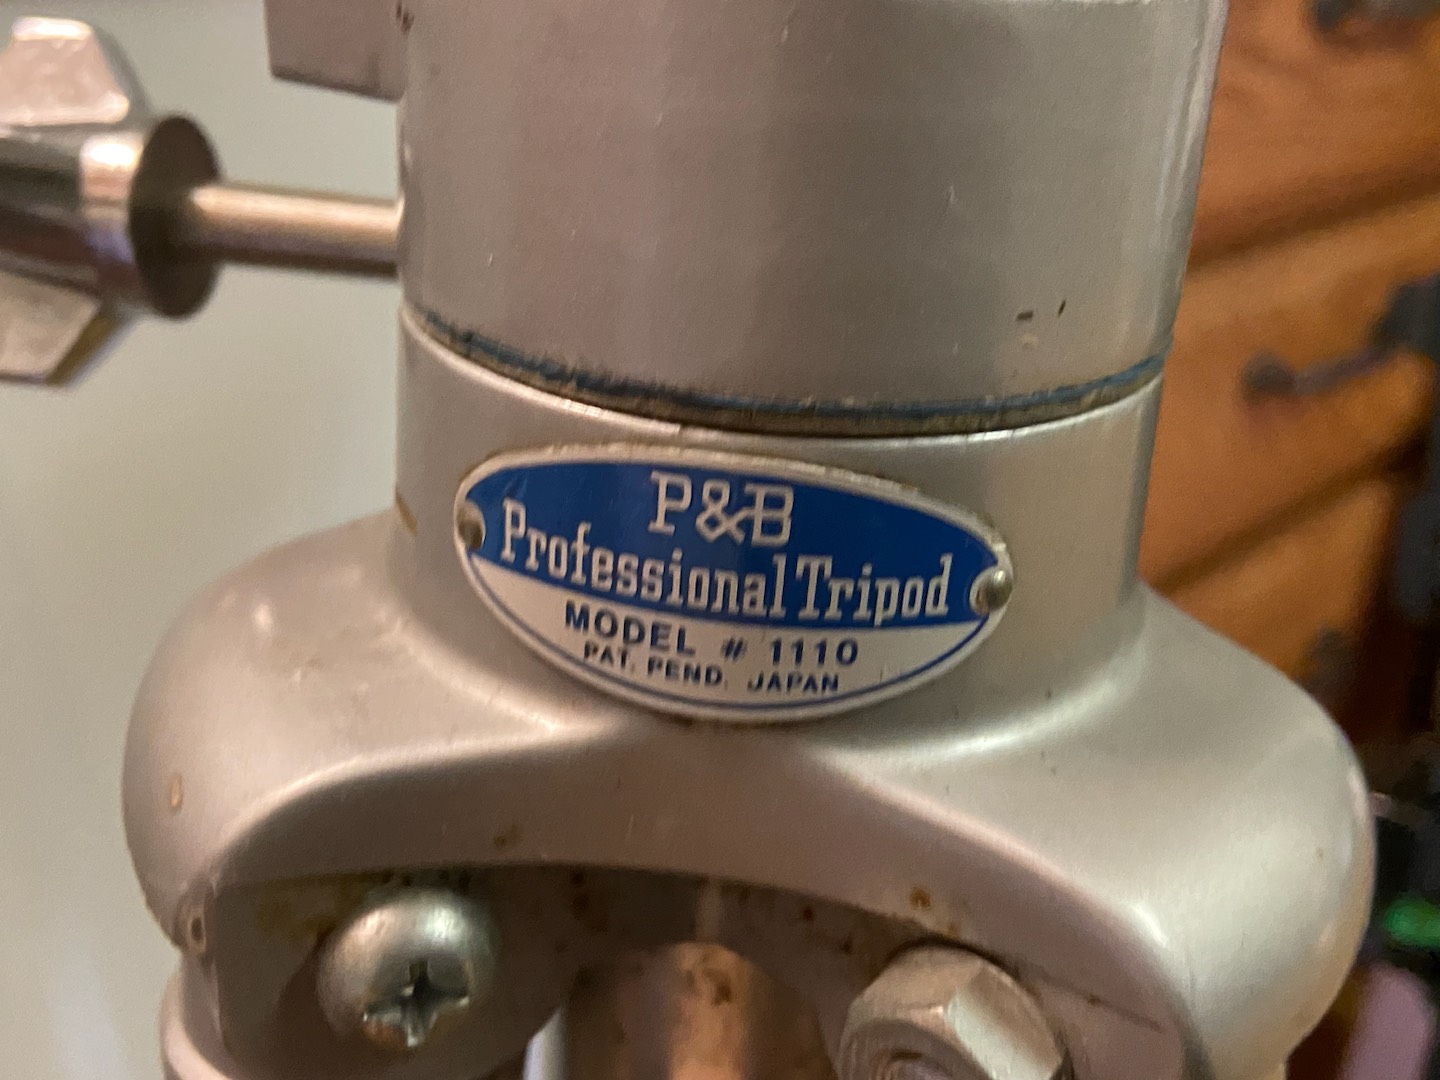 P&B
Professional Tripod
MODEL # 1110
PAT. PEND. JAPAN